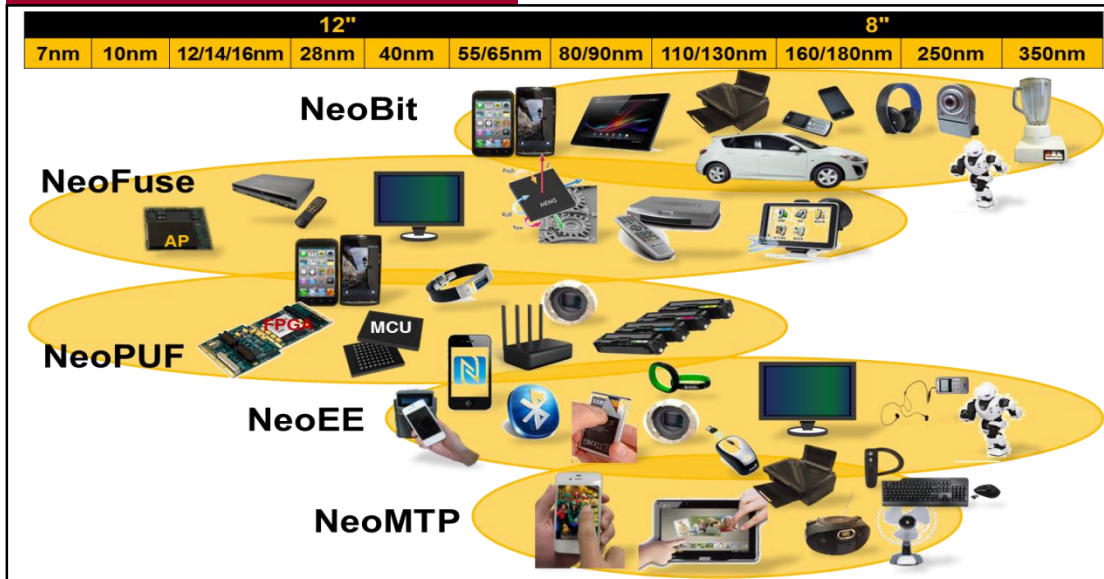 12" 8"
7nm 10nm 12/14/16nm 28nm 40nm 55/65nm 80/90nm 110/130nm 160/180nm 250nm 350nm
NeoBit
NeoFuse
MEMS
AP
FPGA
MCU
NeoPUF
NeoEE
NeoMTP